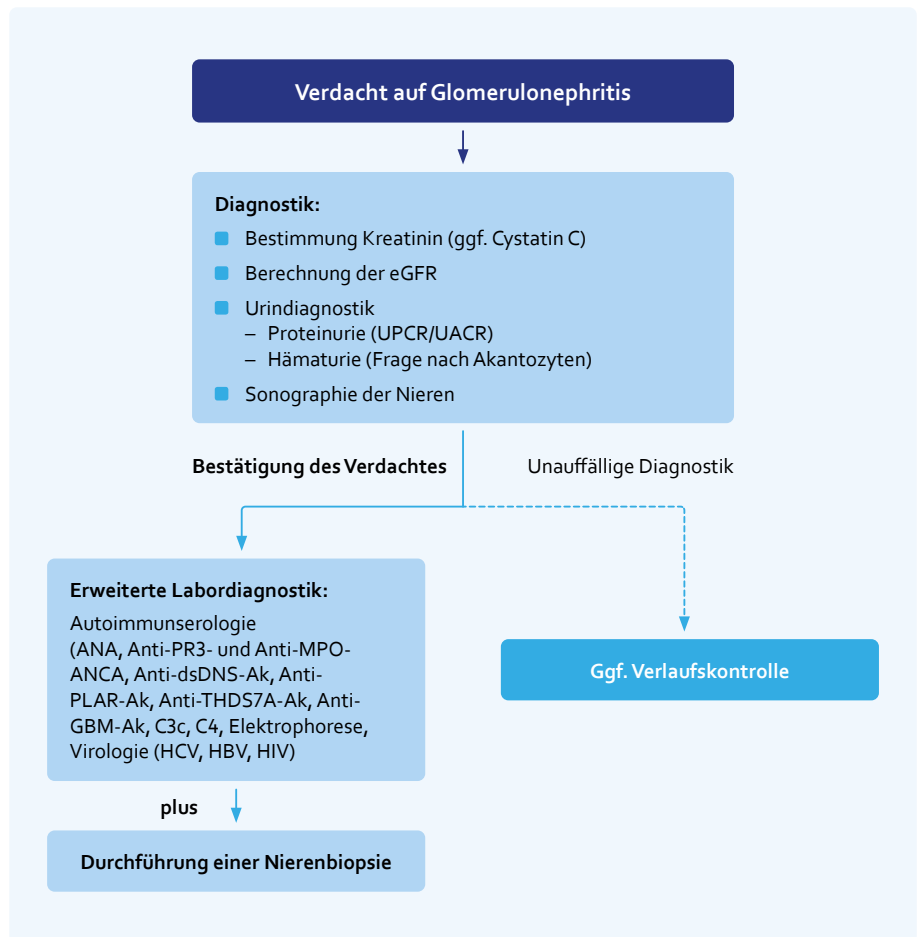 Verdacht auf Glomerulonephritis
Diagnostik:
Bestimmung Kreatinin (ggf. Cystatin C)
Berechnung der eGFR
Urindiagnostik
– Proteinurie (UPCR/UACR)
– Hämaturie (Frage nach Akantozyten)
Sonographie der Nieren
Bestätigung des Verdachtes
Unauffällige Diagnostik
Erweiterte Labordiagnostik:
Autoimmunserologie
(ANA, Anti-PR3- und Anti-MPO-
ANCA, Anti-dsDNS-Ak, Anti-
PLAR-Ak, Anti-THDS7A-Ak, Anti-
GBM-Ak, C3c, C4, Elektrophorese,
Virologie (HCV, HBV, HIV)
Ggf. Verlaufskontrolle
plus
Durchführung einer Nierenbiopsie